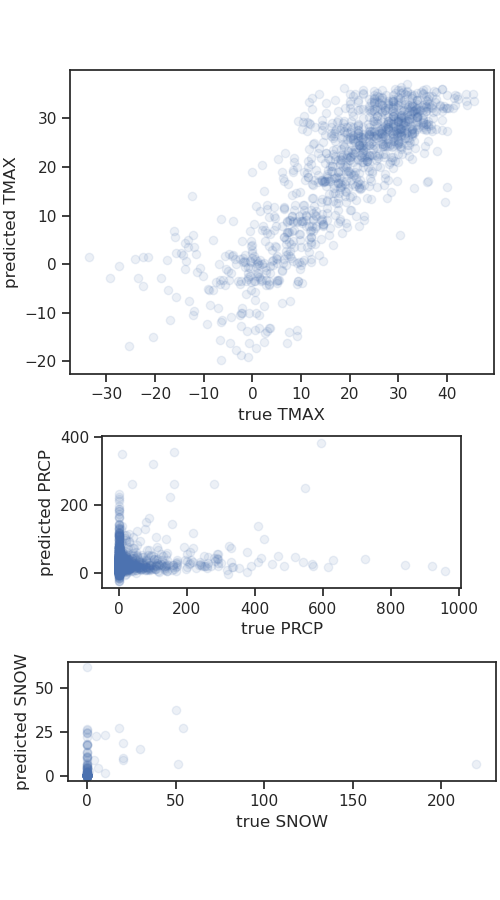 30
20
10
0
−10
−20
predicted TMAX
−30 −20 −10 0 10 20 30 40
true TMAX
400
200
0
predicted PRCP
0 200 400 600 800 1000
true PRCP
50
25
0
predicted SNOW
0 50 100 150 200
true SNOW